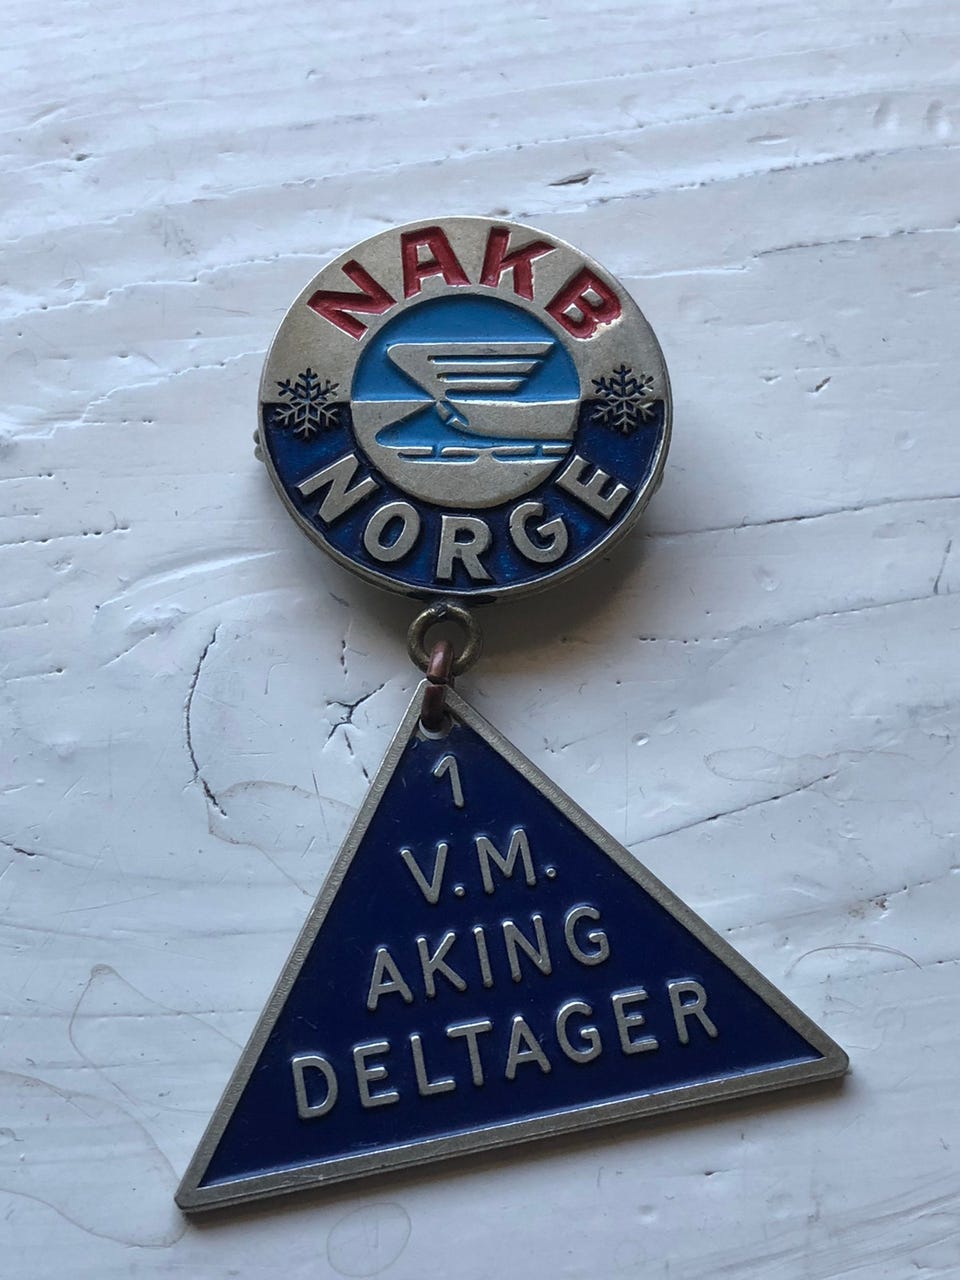 NAKB
NORGE
1
V.M.
AKING
DELTAGER